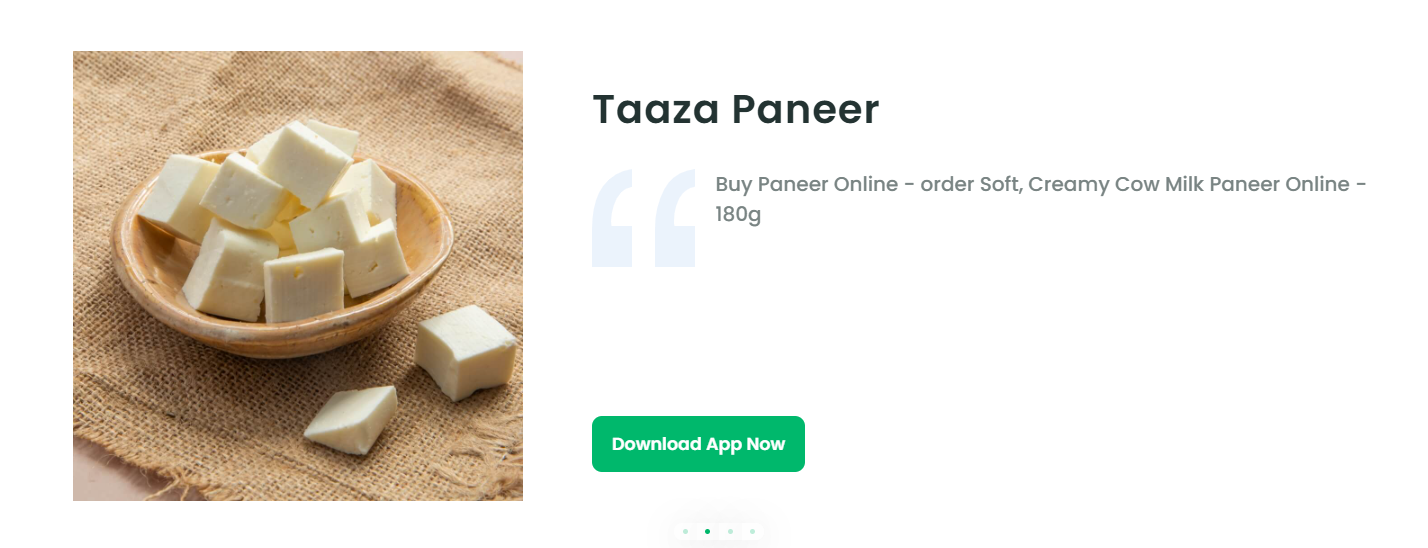 Taaza Paneer
Buy Paneer Online - order Soft, Creamy Cow Milk Paneer Online -
180g
Download App Now